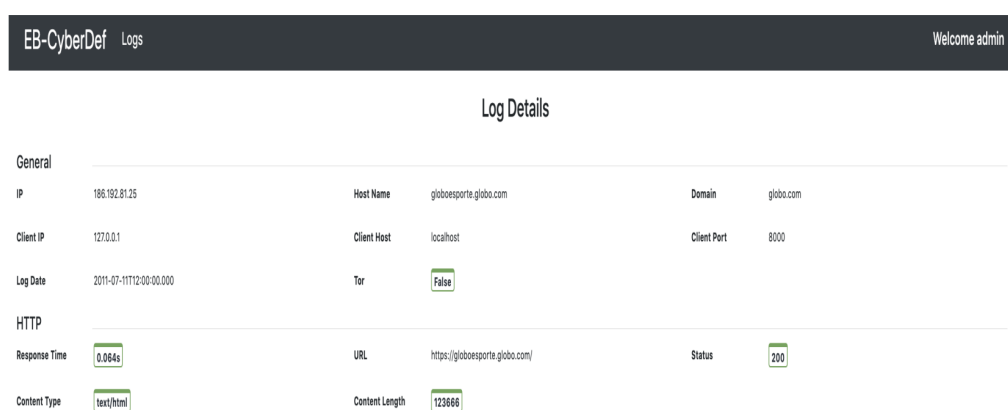 EB-CyberDef Logs Welcome admin
Log Details
General
IP 186.192.81.25 Host Name globoesporte.globo.com Domain globo.com
Client IP 127.0.0.1 Client Host localhost Client Port 8000
Log Date 2011-07-11T12:00:00.000 Tor False
HTTP
Response Time 0.064s URL https://globoesporte.globo.com/ Status 200
Content Type text/html Content Length 123666